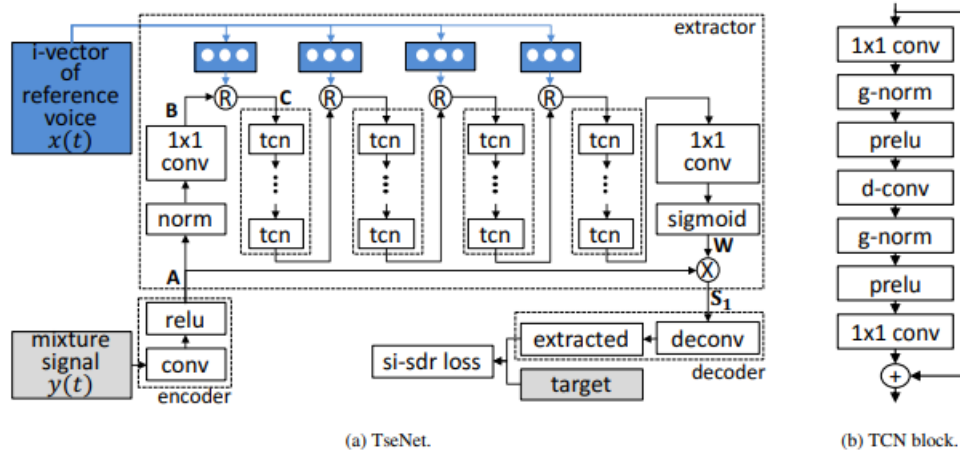 extractor
i-vector
of
reference
voice
x(t)
B
R
C
R
R
R
1x1
conv
norm
tcn
tcn
tcn
tcn
tcn
tcn
tcn
tcn
1x1
conv
sigmoid
W
X
A
S1
relu
conv
encoder
mixture
signal
y(t)
extracted
deconv
decoder
si-sdr loss
target
(a) TseNet.
1x1 conv
g-norm
prelu
d-conv
g-norm
prelu
1x1 conv
+
(b) TCN block.